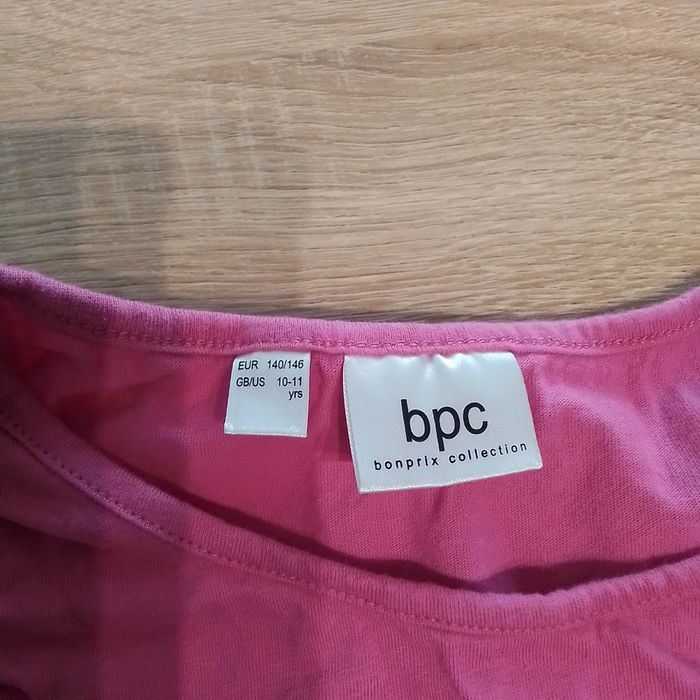 EUR 140/146
GB/US 10-11
yrs
bpc
bonprix collection